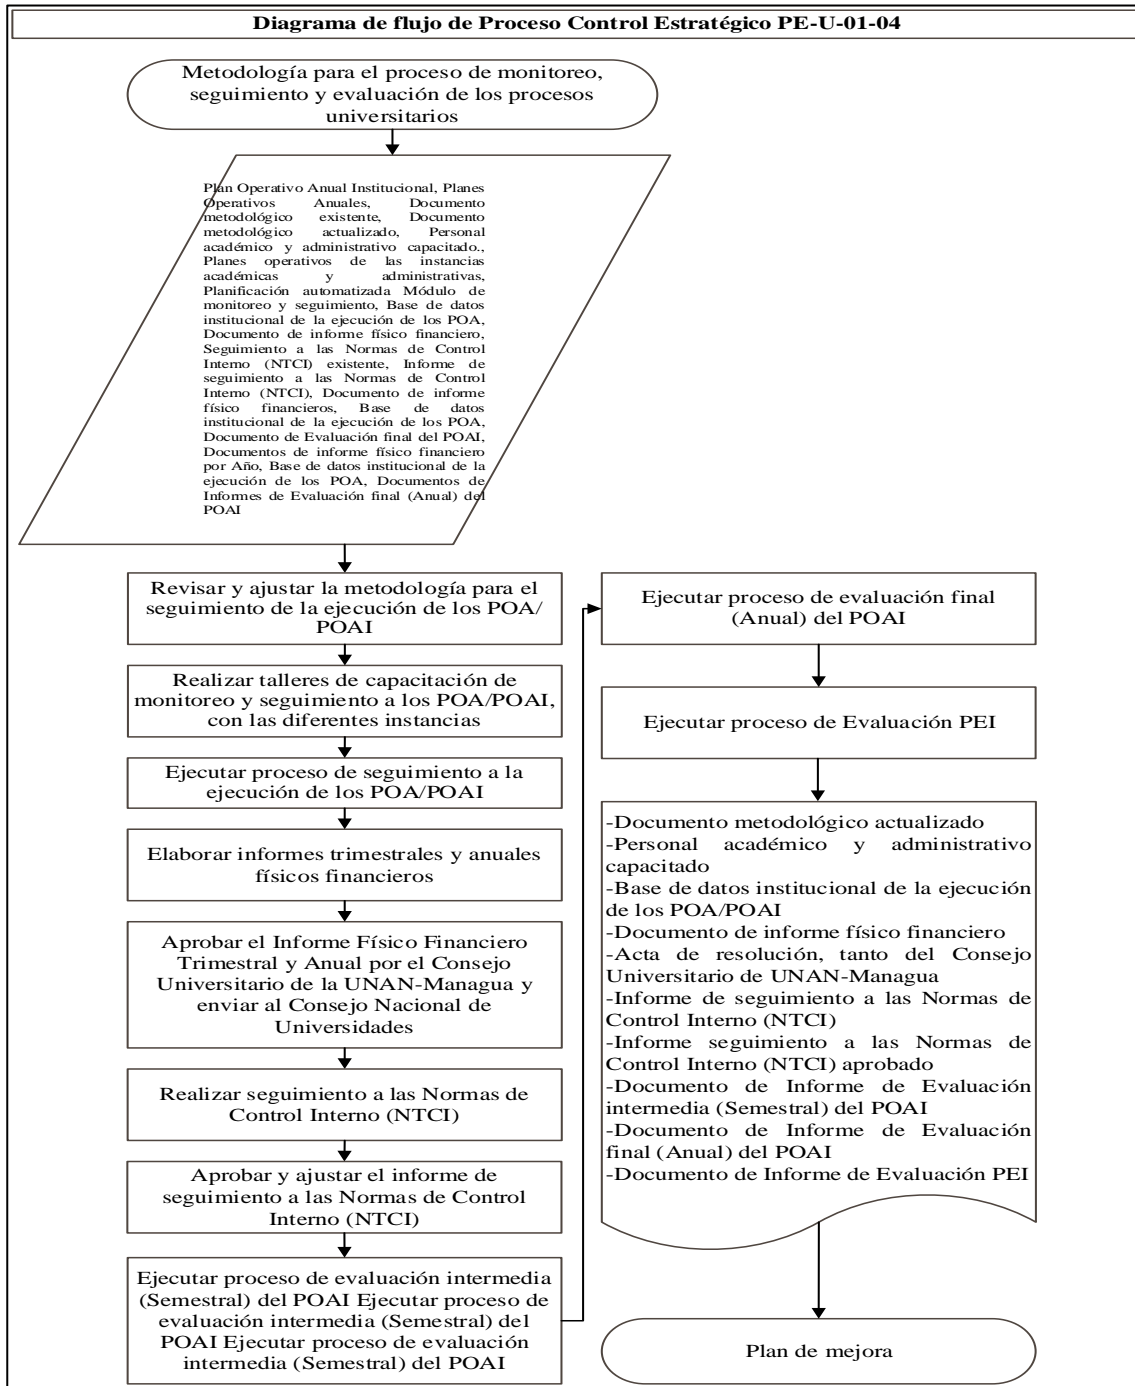 Diagrama de flujo de Proceso Control Estratégico PE-U-01-04
Metodología para el proceso de monitoreo,
seguimiento y evaluación de los procesos
universitarios
Plan Operativo Anual Institucional, Planes
Operativos Anuales, Documento
metodológico existente, Documento
metodológico actualizado, Personal
académico y administrativo capacitado.,
Planes operativos de las instancias
académicas y administrativas,
Planificación automatizada Módulo de
monitoreo y seguimiento, Base de datos
institucional de la ejecución de los POA,
Documento de informe físico financiero,
Seguimiento a las Normas de Control
Interno (NTCI) existente, Informe de
seguimiento a las Normas de Control
Interno (NTCI), Documento de informe
físico financieros, Base de datos
institucional de la ejecución de los POA,
Documento de Evaluación final del POAI,
Documentos de informe físico financiero
por Año, Base de datos institucional de la
ejecución de los POA, Documentos de
Informes de Evaluación final (Anual) del
POAI
Revisar y ajustar la metodología para el
seguimiento de la ejecución de los POA/
POAI
Realizar talleres de capacitación de
monitoreo y seguimiento a los POA/POAI,
con las diferentes instancias
Ejecutar proceso de seguimiento a la
ejecución de los POA/POAI
Elaborar informes trimestrales y anuales
físicos financieros
Aprobar el Informe Físico Financiero
Trimestral y Anual por el Consejo
Universitario de la UNAN-Managua y
enviar al Consejo Nacional de
Universidades
Realizar seguimiento a las Normas de
Control Interno (NTCI)
Aprobar y ajustar el informe de
seguimiento a las Normas de Control
Interno (NTCI)
Ejecutar proceso de evaluación intermedia
(Semestral) del POAI Ejecutar proceso de
evaluación intermedia (Semestral) del
POAI Ejecutar proceso de evaluación
intermedia (Semestral) del POAI
Ejecutar proceso de evaluación final
(Anual) del POAI
Ejecutar proceso de Evaluación PEI
-Documento metodológico actualizado
-Personal académico y administrativo
capacitado
-Base de datos institucional de la ejecución
de los POA/POAI
-Documento de informe físico financiero
-Acta de resolución, tanto del Consejo
Universitario de UNAN-Managua
-Informe de seguimiento a las Normas de
Control Interno (NTCI)
-Informe seguimiento a las Normas de
Control Interno (NTCI) aprobado
-Documento de Informe de Evaluación
intermedia (Semestral) del POAI
-Documento de Informe de Evaluación
final (Anual) del POAI
-Documento de Informe de Evaluación PEI
Plan de mejora